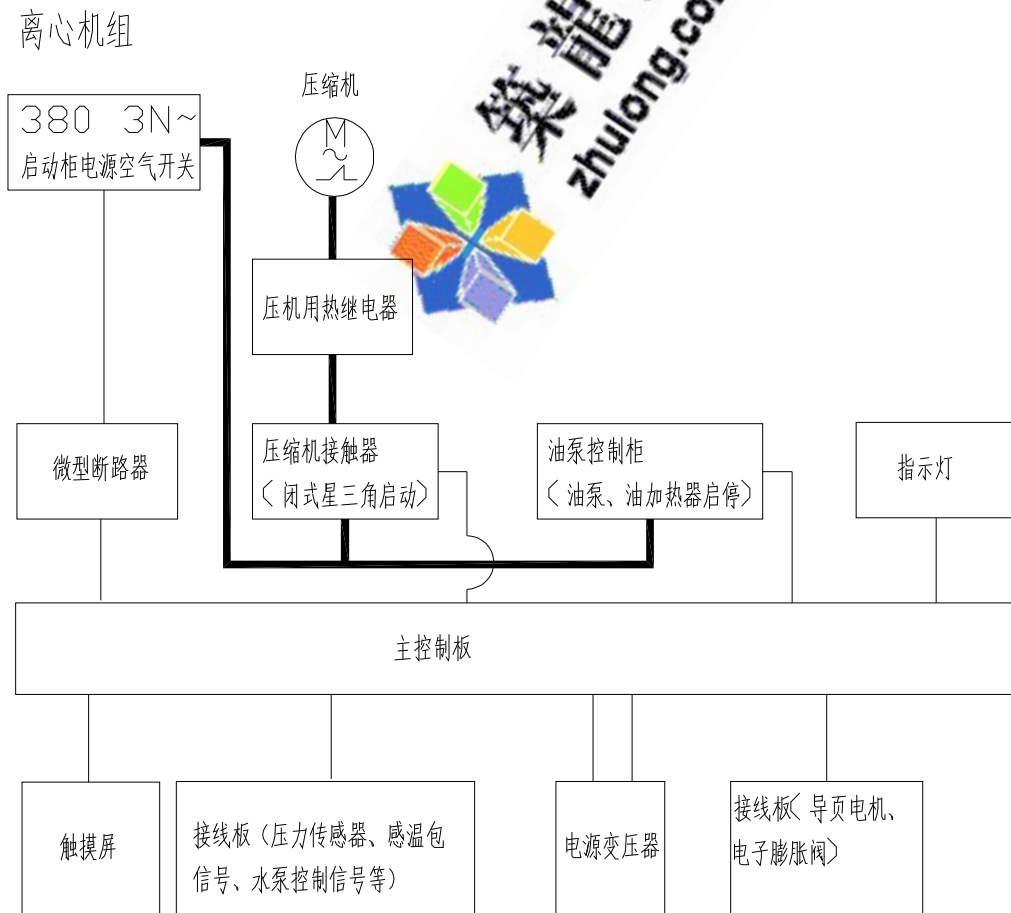 离心机组
築龍
zhulong.co
压缩机
380 3N~
启动柜电源空气开关
M
压机用热继电器
微型断路器
压缩机接触器
（闭式星三角启动）
油泵控制柜
（油泵、油加热器启停）
指示灯
主控制板
触摸屏
接线板（压力传感器、感温包
信号、水泵控制信号等）
电源变压器
接线板（导页电机、
电子膨胀阀）